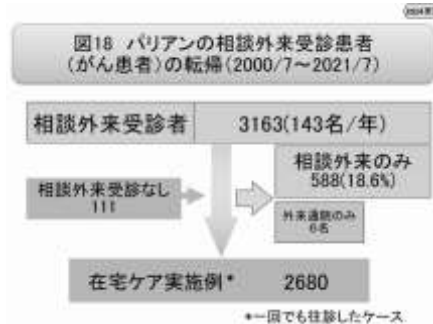 図18 パリアンの相談外来受診患者
(がん患者)の転帰(2000/7～2021/7)
相談外来受診者 3163(143名/年)
相談外来のみ
588(18.6%)
相談外来受診なし
111
外来通院のみ
6名
在宅ケア実施例* 2680
*一回でも往診したケース